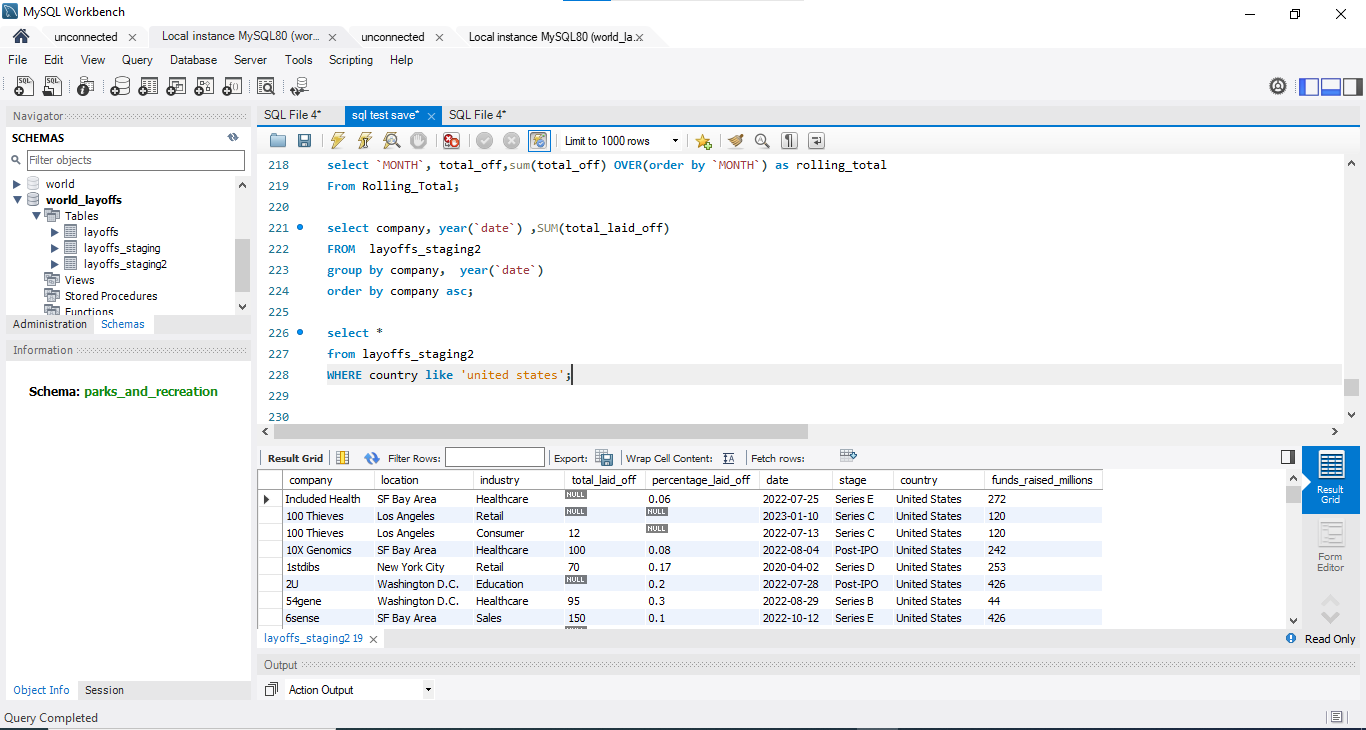 MySQL Workbench
unconnected
Local instance MySQL80 (wor...
unconnected
Local instance MySQL80 (world_la...
File Edit View Query Database Server Tools Scripting Help
Navigator
SCHEMAS
Filter objects
world
world_layoffs
Tables
layoffs
layoffs_staging
layoffs_staging2
Views
Stored Procedures
Functions
Administration Schemas
Information
Schema: parks_and_recreation
Object Info Session
SQL File 4* sql test save* SQL File 4*
Limit to 1000 rows
218 select `MONTH`, total_off,sum(total_off) OVER(order by `MONTH`) as rolling_total
219 From Rolling_Total;
220
221 select company, year(`date`) ,SUM(total_laid_off)
222 FROM  layoffs_staging2
223 group by company,  year(`date`)
224 order by company asc;
225
226 select *
227 from layoffs_staging2
228 WHERE country like 'united states';
229
230
Result Grid Filter Rows: Export: Wrap Cell Content: Fetch rows:
company location industry total_laid_off percentage_laid_off date stage country funds_raised_millions
Included Health SF Bay Area Healthcare NULL 0.06 2022-07-25 Series E United States 272
100 Thieves Los Angeles Retail NULL NULL 2023-01-10 Series C United States 120
100 Thieves Los Angeles Consumer 12 NULL 2022-07-13 Series C United States 120
10X Genomics SF Bay Area Healthcare 100 0.08 2022-08-04 Post-IPO United States 242
1stdibs New York City Retail 70 0.17 2020-04-02 Series D United States 253
2U Washington D.C. Education NULL 0.2 2022-07-28 Post-IPO United States 426
54gene Washington D.C. Healthcare 95 0.3 2022-08-29 Series B United States 44
6sense SF Bay Area Sales 150 0.1 2022-10-12 Series E United States 426
Result
Grid
Form
Editor
layoffs_staging2 19
Read Only
Output
Action Output
Query Completed